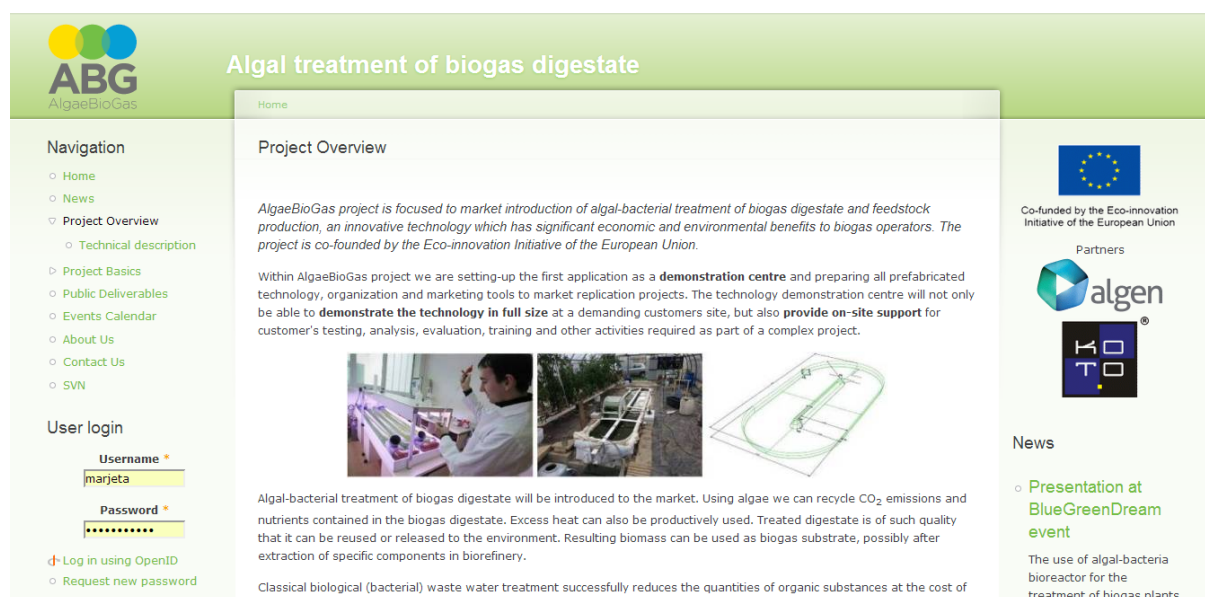 ABG
AlgaeBioGas
Algal treatment of biogas digestate
Home
Navigation
Home
News
Project Overview
Technical description
Project Basics
Public Deliverables
Events Calendar
About Us
Contact Us
SVN
User login
Username *
marjeta
Password *
•••••••••••
Log in using OpenID
Request new password
Project Overview
AlgaeBioGas project is focused to market introduction of algal-bacterial treatment of biogas digestate and feedstock
production, an innovative technology which has significant economic and environmental benefits to biogas operators. The
project is co-founded by the Eco-innovation Initiative of the European Union.
Within AlgaeBioGas project we are setting-up the first application as a demonstration centre and preparing all prefabricated
technology, organization and marketing tools to market replication projects. The technology demonstration centre will not only
be able to demonstrate the technology in full size at a demanding customers site, but also provide on-site support for
customer's testing, analysis, evaluation, training and other activities required as part of a complex project.
Algal-bacterial treatment of biogas digestate will be introduced to the market. Using algae we can recycle CO2 emissions and
nutrients contained in the biogas digestate. Excess heat can also be productively used. Treated digestate is of such quality
that it can be reused or released to the environment. Resulting biomass can be used as biogas substrate, possibly after
extraction of specific components in biorefinery.
Classical biological (bacterial) waste water treatment successfully reduces the quantities of organic substances at the cost of
Co-funded by the Eco-innovation
Initiative of the European Union
Partners
algen
KOTO ®
News
Presentation at
BlueGreenDream
event
The use of algal-bacteria
bioreactor for the
treatment of biogas plants